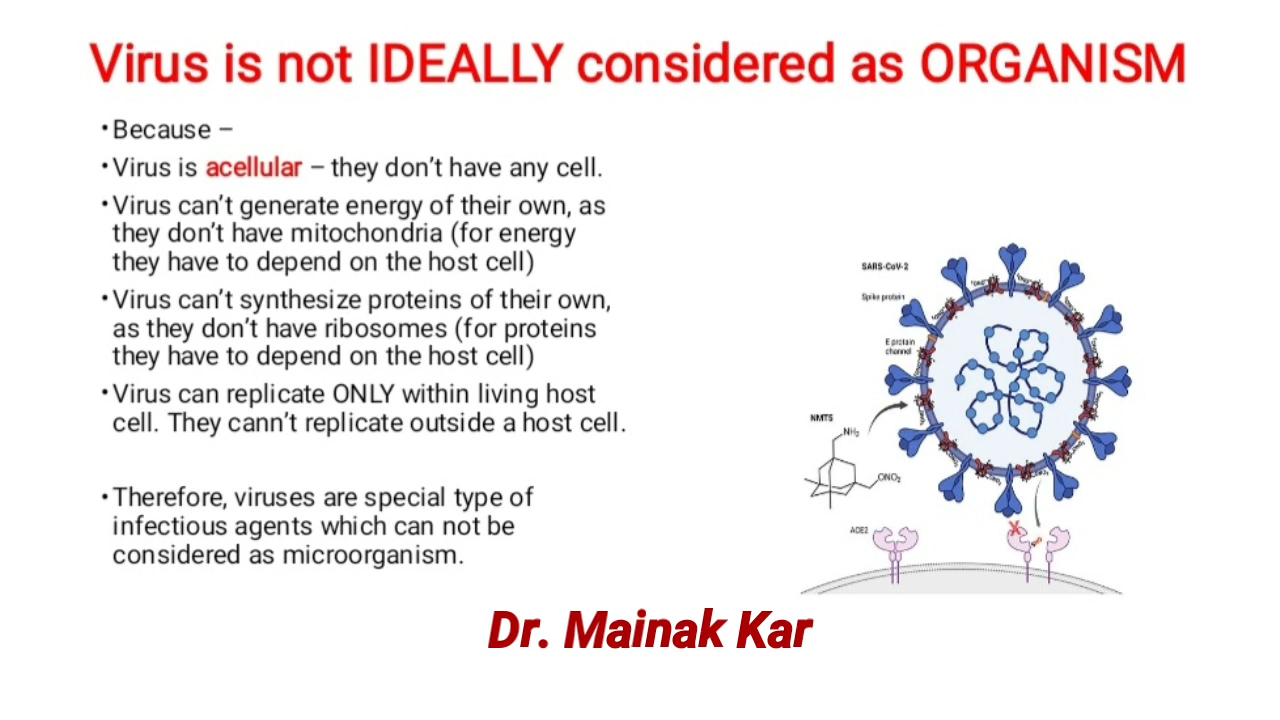 Virus is not IDEALLY considered as ORGANISM
•Because –
•Virus is acellular – they don't have any cell.
•Virus can't generate energy of their own, as
they don't have mitochondria (for energy
they have to depend on the host cell)
•Virus can't synthesize proteins of their own,
as they don't have ribosomes (for proteins
they have to depend on the host cell)
•Virus can replicate ONLY within living host
cell. They cann't replicate outside a host cell.
•Therefore, viruses are special type of
infectious agents which can not be
considered as microorganism.
SARS-CoV-2
Spike protein
E protein
channel
NMT5
NH₂
ONO₂
ACE2
X
Dr. Mainak Kar